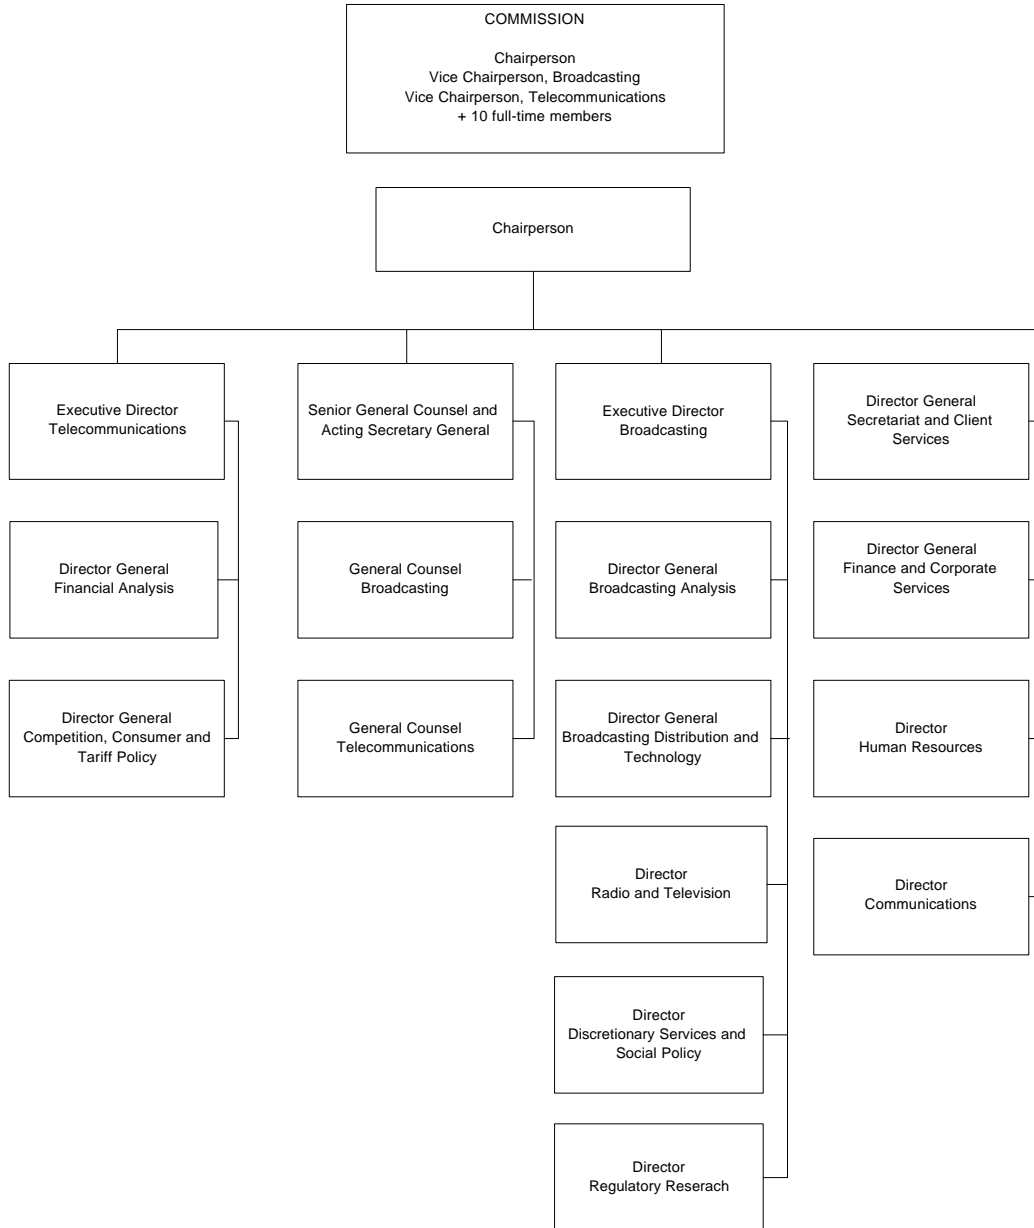 COMMISSION
Chairperson
Vice Chairperson, Broadcasting
Vice Chairperson, Telecommunications
+ 10 full-time members
Chairperson
Executive Director
Telecommunications
Director General
Financial Analysis
Director General
Competition, Consumer and
Tariff Policy
Senior General Counsel and
Acting Secretary General
General Counsel
Broadcasting
General Counsel
Telecommunications
Executive Director
Broadcasting
Director General
Broadcasting Analysis
Director General
Broadcasting Distribution and
Technology
Director
Radio and Television
Director
Discretionary Services and
Social Policy
Director
Regulatory Reserach
Director General
Secretariat and Client
Services
Director General
Finance and Corporate
Services
Director
Human Resources
Director
Communications